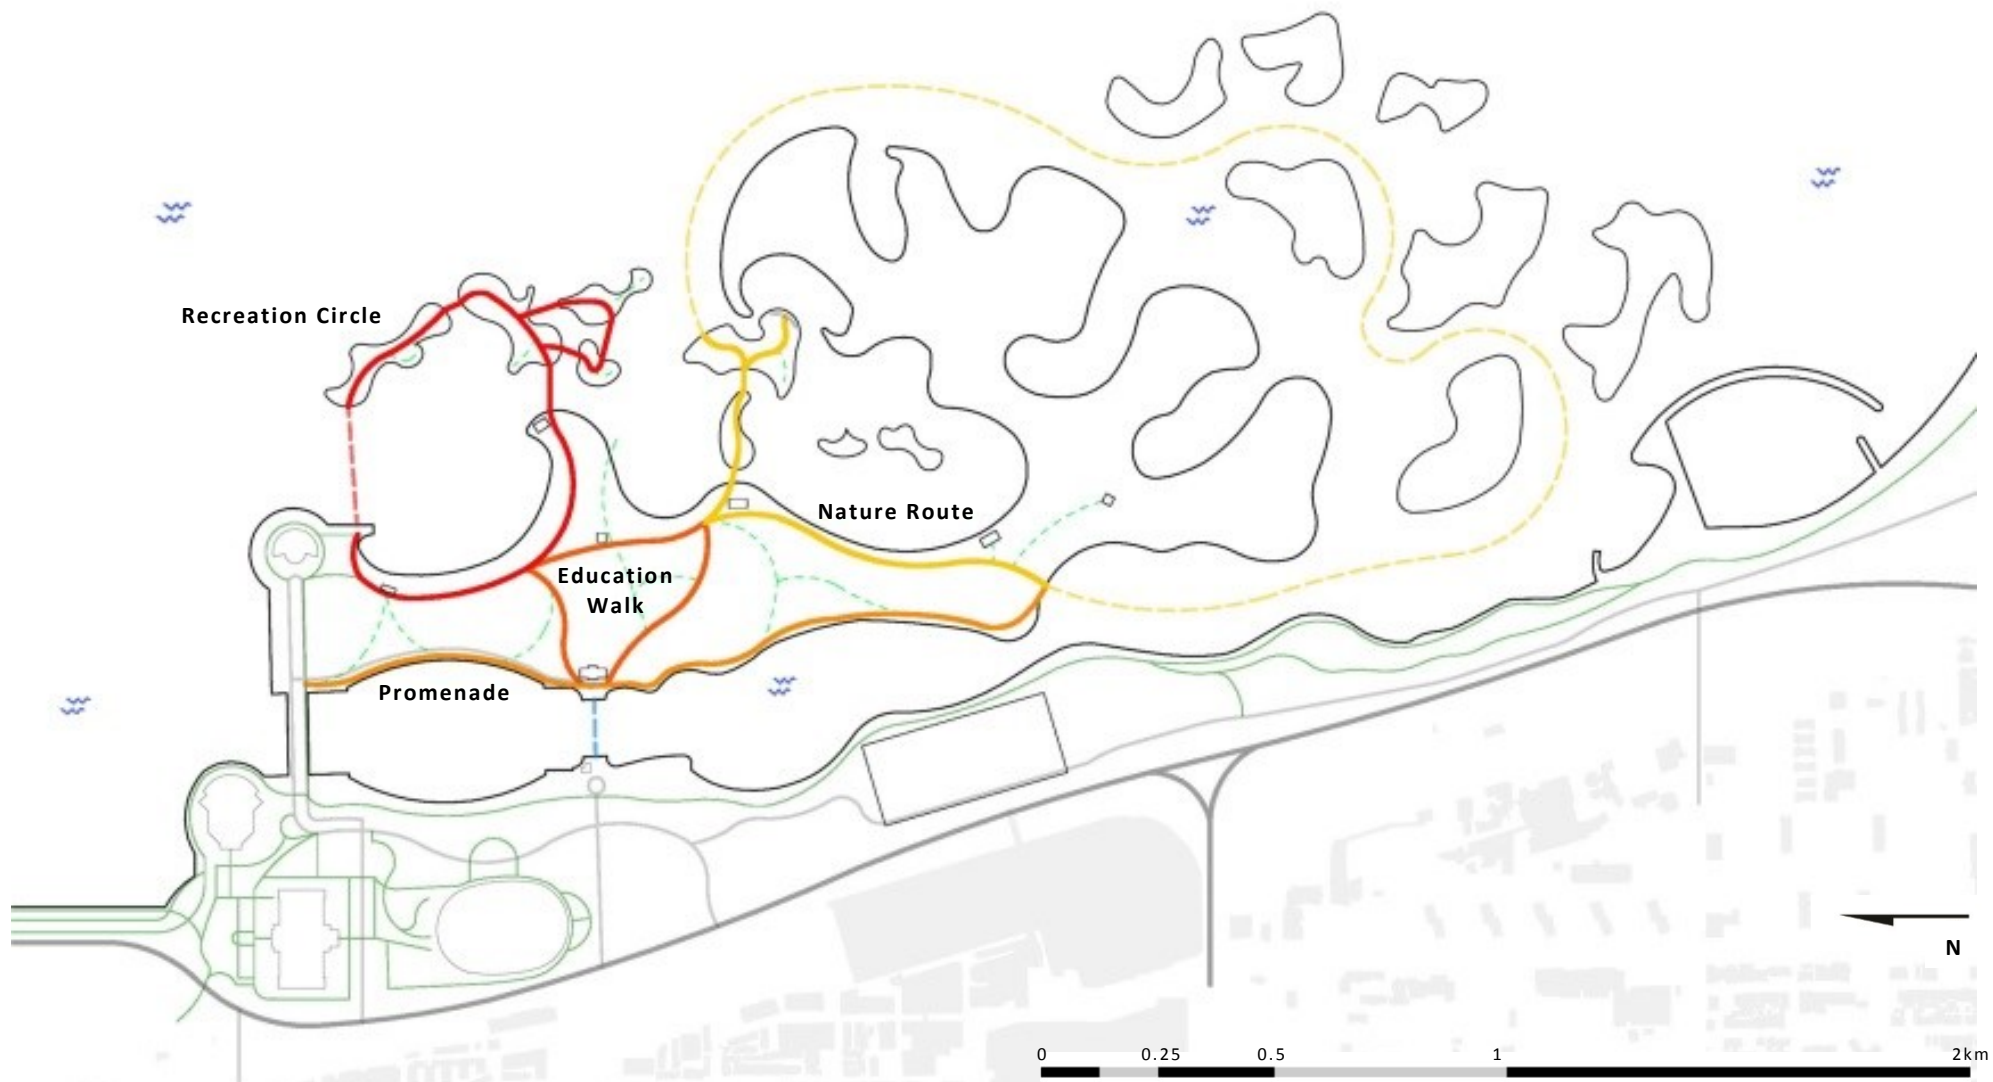 Recreation Circle
Nature Route
Education
Walk
Promenade
N
0 0.25 0.5 1 2km